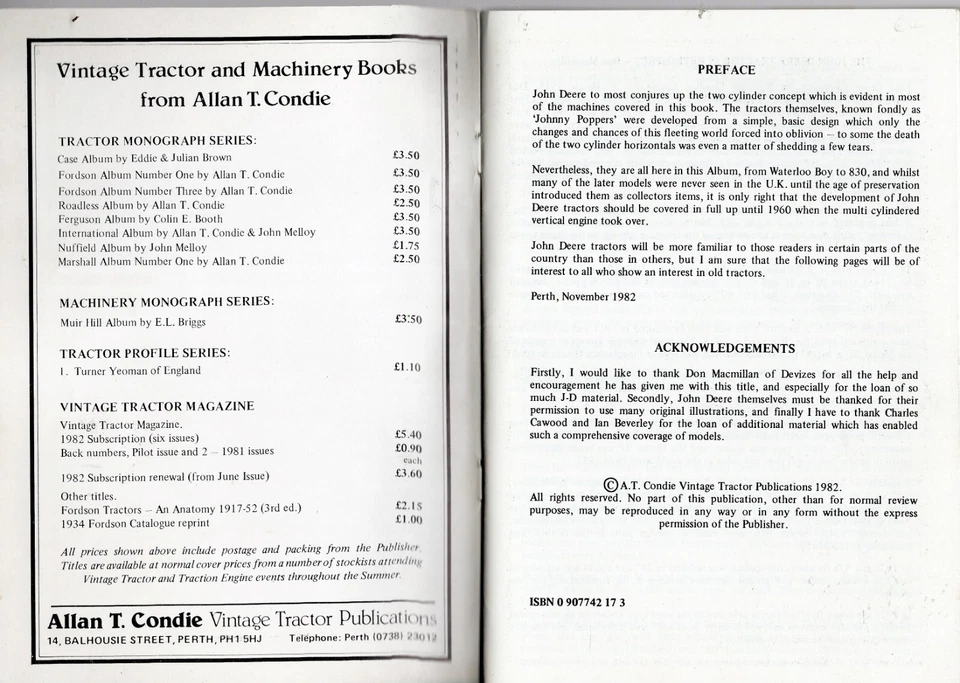 Vintage Tractor and Machinery Books
from Allan T. Condie
TRACTOR MONOGRAPH SERIES:
Case Album by Eddie & Julian Brown £3.50
Fordson Album Number One by Allan T. Condie £3.50
Fordson Album Number Three by Allan T. Condie £3.50
Roadless Album by Allan T. Condie £2.50
Ferguson Album by Colin E. Booth £3.50
International Album by Allan T. Condie & John Melloy £3.50
Nuffield Album by John Melloy £1.75
Marshall Album Number One by Allan T. Condie £2.50
MACHINERY MONOGRAPH SERIES:
Muir Hill Album by E.L. Briggs £3.50
TRACTOR PROFILE SERIES:
1. Turner Yeoman of England £1.10
VINTAGE TRACTOR MAGAZINE
Vintage Tractor Magazine.
1982 Subscription (six issues) £5.40
Back numbers, Pilot issue and 2 – 1981 issues £0.90
each
1982 Subscription renewal (from June Issue) £3.60
Other titles.
Fordson Tractors – An Anatomy 1917-52 (3rd ed.) £2.15
1934 Fordson Catalogue reprint £1.00
All prices shown above include postage and packing from the Publisher.
Titles are available at normal cover prices from a number of stockists attending
Vintage Tractor and Traction Engine events throughout the Summer.
Allan T. Condie Vintage Tractor Publications
14, BALHOUSIE STREET, PERTH, PH1 5HJ Telephone: Perth (0738) 23012
PREFACE
John Deere to most conjures up the two cylinder concept which is evident in most
of the machines covered in this book. The tractors themselves, known fondly as
‘Johnny Poppers’ were developed from a simple, basic design which only the
changes and chances of this fleeting world forced into oblivion – to some the death
of the two cylinder horizontals was even a matter of shedding a few tears.
Nevertheless, they are all here in this Album, from Waterloo Boy to 830, and whilst
many of the later models were never seen in the U.K. until the age of preservation
introduced them as collectors items, it is only right that the development of John
Deere tractors should be covered in full up until 1960 when the multi cylindered
vertical engine took over.
John Deere tractors will be more familiar to those readers in certain parts of the
country than those in others, but I am sure that the following pages will be of
interest to all who show an interest in old tractors.
Perth, November 1982
ACKNOWLEDGEMENTS
Firstly, I would like to thank Don Macmillan of Devizes for all the help and
encouragement he has given me with this title, and especially for the loan of so
much J-D material. Secondly, John Deere themselves must be thanked for their
permission to use many original illustrations, and finally I have to thank Charles
Cawood and Ian Beverley for the loan of additional material which has enabled
such a comprehensive coverage of models.
© A.T. Condie Vintage Tractor Publications 1982.
All rights reserved. No part of this publication, other than for normal review
purposes, may be reproduced in any way or in any form without the express
permission of the Publisher.
ISBN 0 907742 17 3